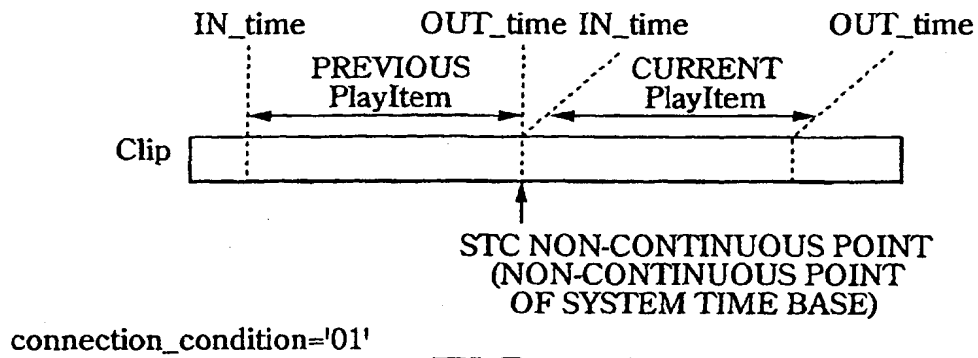 IN_time OUT_time IN_time OUT_time
PREVIOUS PlayItem
CURRENT PlayItem
Clip
STC NON-CONTINUOUS POINT
(NON-CONTINUOUS POINT
OF SYSTEM TIME BASE)
connection_condition='01'